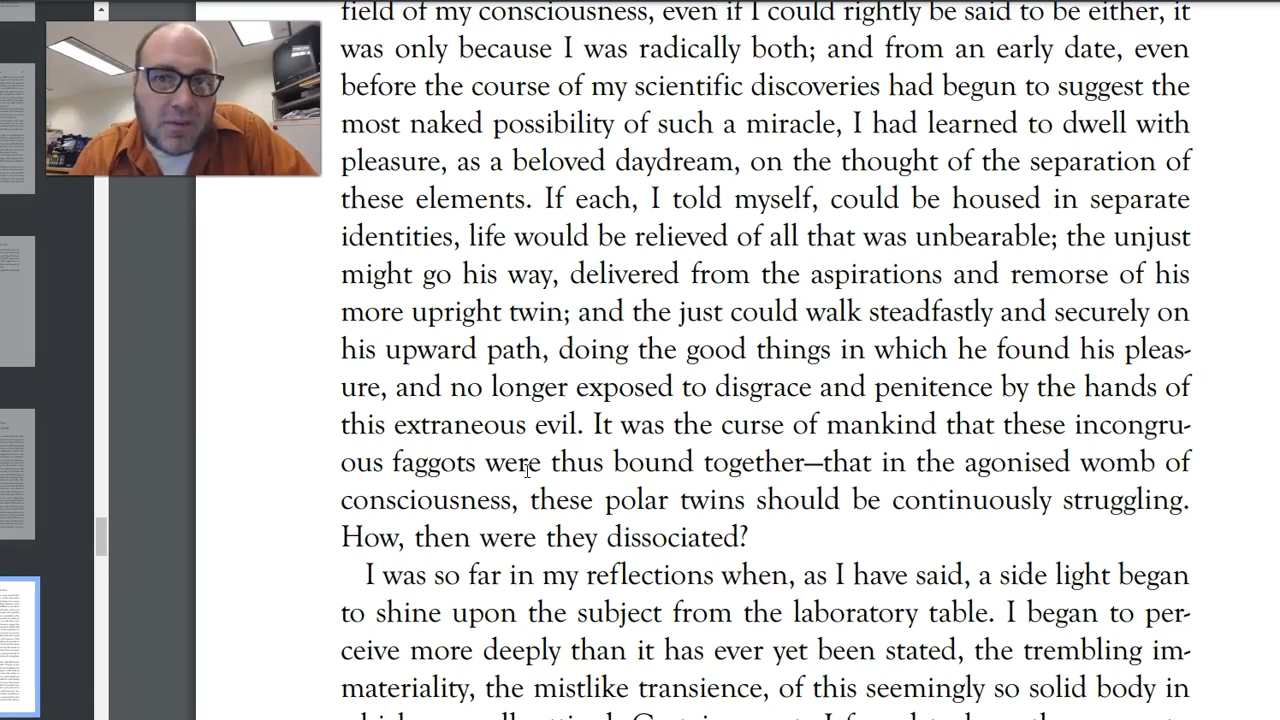 field of my consciousness, even if I could rightly be said to be either, it
was only because I was radically both; and from an early date, even
before the course of my scientific discoveries had begun to suggest the
most naked possibility of such a miracle, I had learned to dwell with
pleasure, as a beloved daydream, on the thought of the separation of
these elements. If each, I told myself, could be housed in separate
identities, life would be relieved of all that was unbearable; the unjust
might go his way, delivered from the aspirations and remorse of his
more upright twin; and the just could walk steadfastly and securely on
his upward path, doing the good things in which he found his pleas-
ure, and no longer exposed to disgrace and penitence by the hands of
this extraneous evil. It was the curse of mankind that these incongru-
ous faggots were thus bound together—that in the agonised womb of
consciousness, these polar twins should be continuously struggling.
How, then were they dissociated?
I was so far in my reflections when, as I have said, a side light began
to shine upon the subject from the laboratory table. I began to per-
ceive more deeply than it has ever yet been stated, the trembling im-
materiality, the mistlike transience, of this seemingly so solid body in